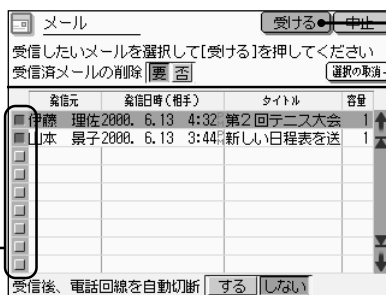 メール 受ける 中止
受信したいメールを選択して[受ける]を押してください
受信済メールの削除 要 否 選択の取消
発信元 発信日時(相手) タイトル 容量
伊藤 理佐 2000. 6.13 4:32 第2回テニス大会 1
山本 景子 2000. 6.13 3:44 新しい日程表を送 1
受信後、電話回線を自動切断 する しない